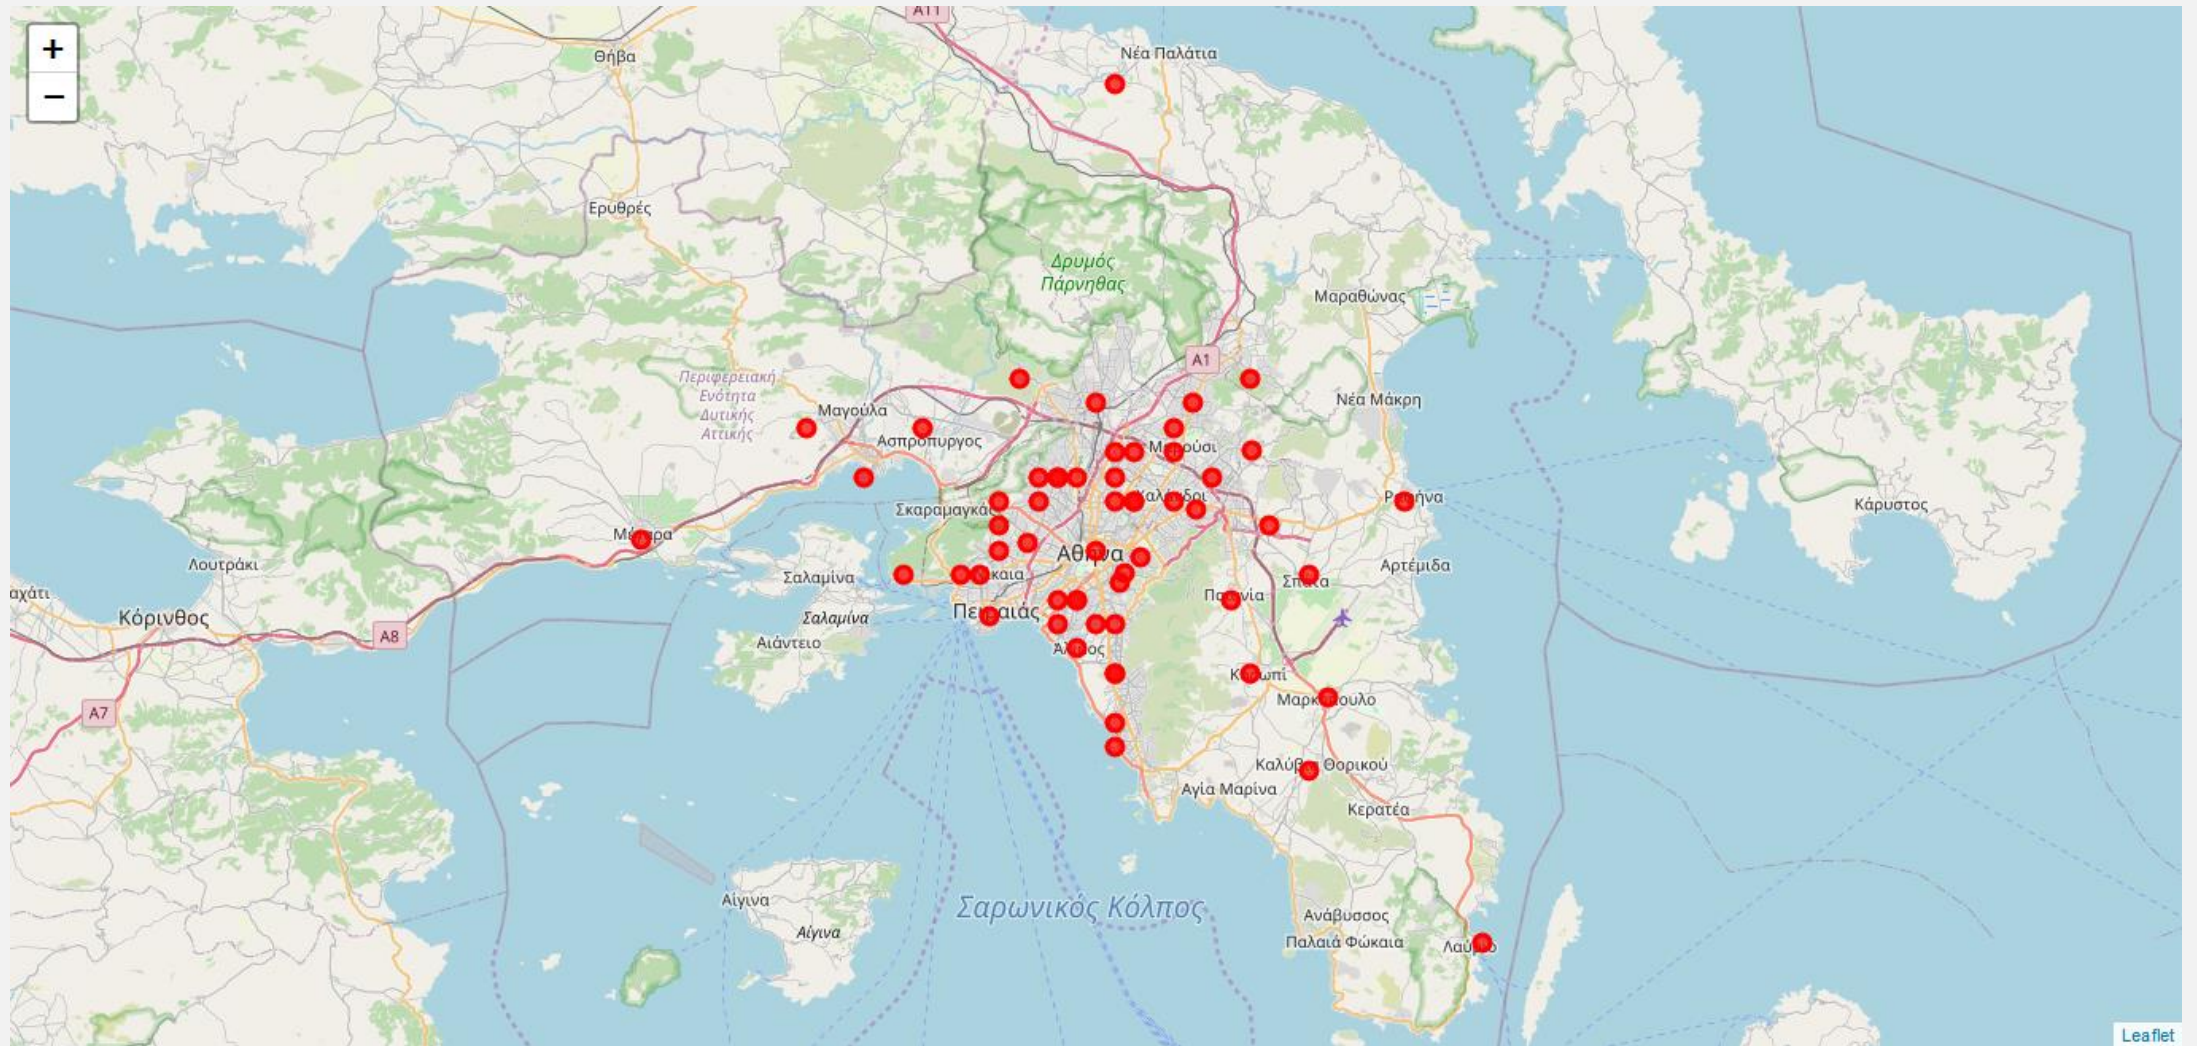 A11
+
Θήβα
Νέα Παλάτια
−
Ερυθρές
Δρυμός
Πάρνηθας
Μαραθώνας
A1
Περιφερειακή
Ενότητα
Δυτικής
Αττικής
Μαγούλα
Νέα Μάκρη
Ασπρόπυργος
Κάρυστος
Λουτράκι
Αθήνα
Σαλαμίνα
Αρτέμιδα
Κόρινθος
Σαλαμίνα
Πειραιάς
A8
Αιάντειο
A7
Μαρκόπουλο
Καλύβια Θορικού
Αγία Μαρίνα
Κερατέα
Αίγινα
Σαρωνικός Κόλπος
Ανάβυσσος
Αίγινα
Παλαιά Φώκαια
Leaflet